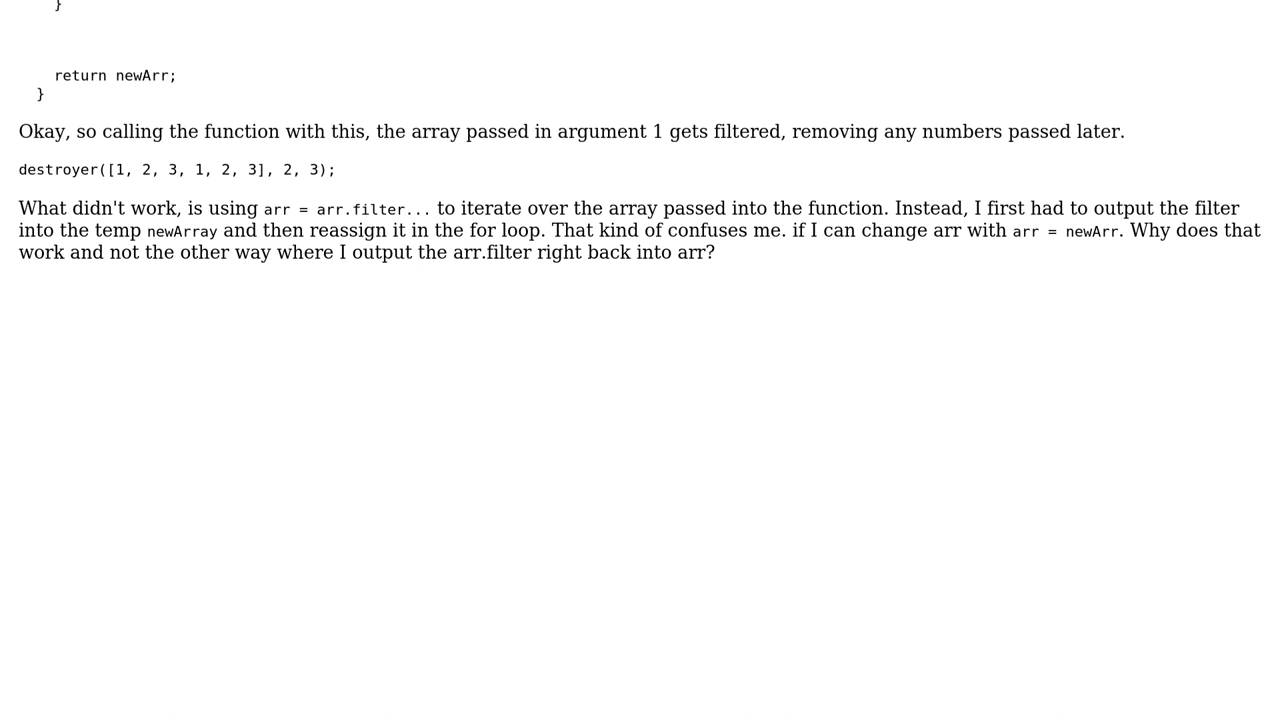 }
return newArr;
}
Okay, so calling the function with this, the array passed in argument 1 gets filtered, removing any numbers passed later.
destroyer([1, 2, 3, 1, 2, 3], 2, 3);
What didn't work, is using arr = arr.filter... to iterate over the array passed into the function. Instead, I first had to output the filter
into the temp newArray and then reassign it in the for loop. That kind of confuses me. if I can change arr with arr = newArr. Why does that
work and not the other way where I output the arr.filter right back into arr?